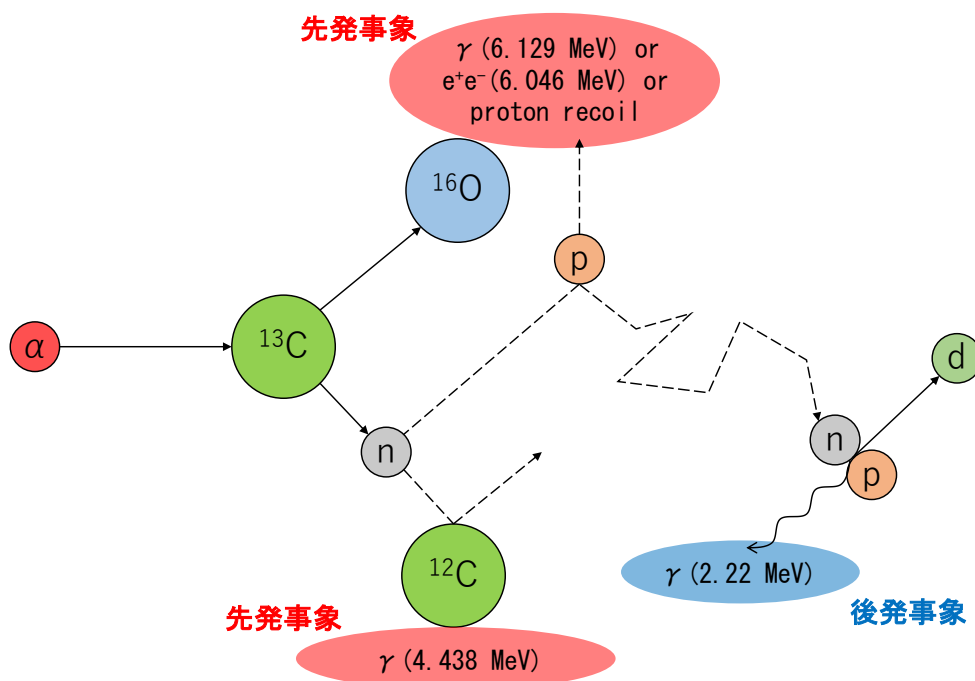 先発事象
γ (6.129 MeV) or
e⁺e⁻(6.046 MeV) or
proton recoil
¹⁶O
p
α
¹³C
d
n
n
p
¹²C
γ (2.22 MeV)
後発事象
先発事象
γ (4.438 MeV)